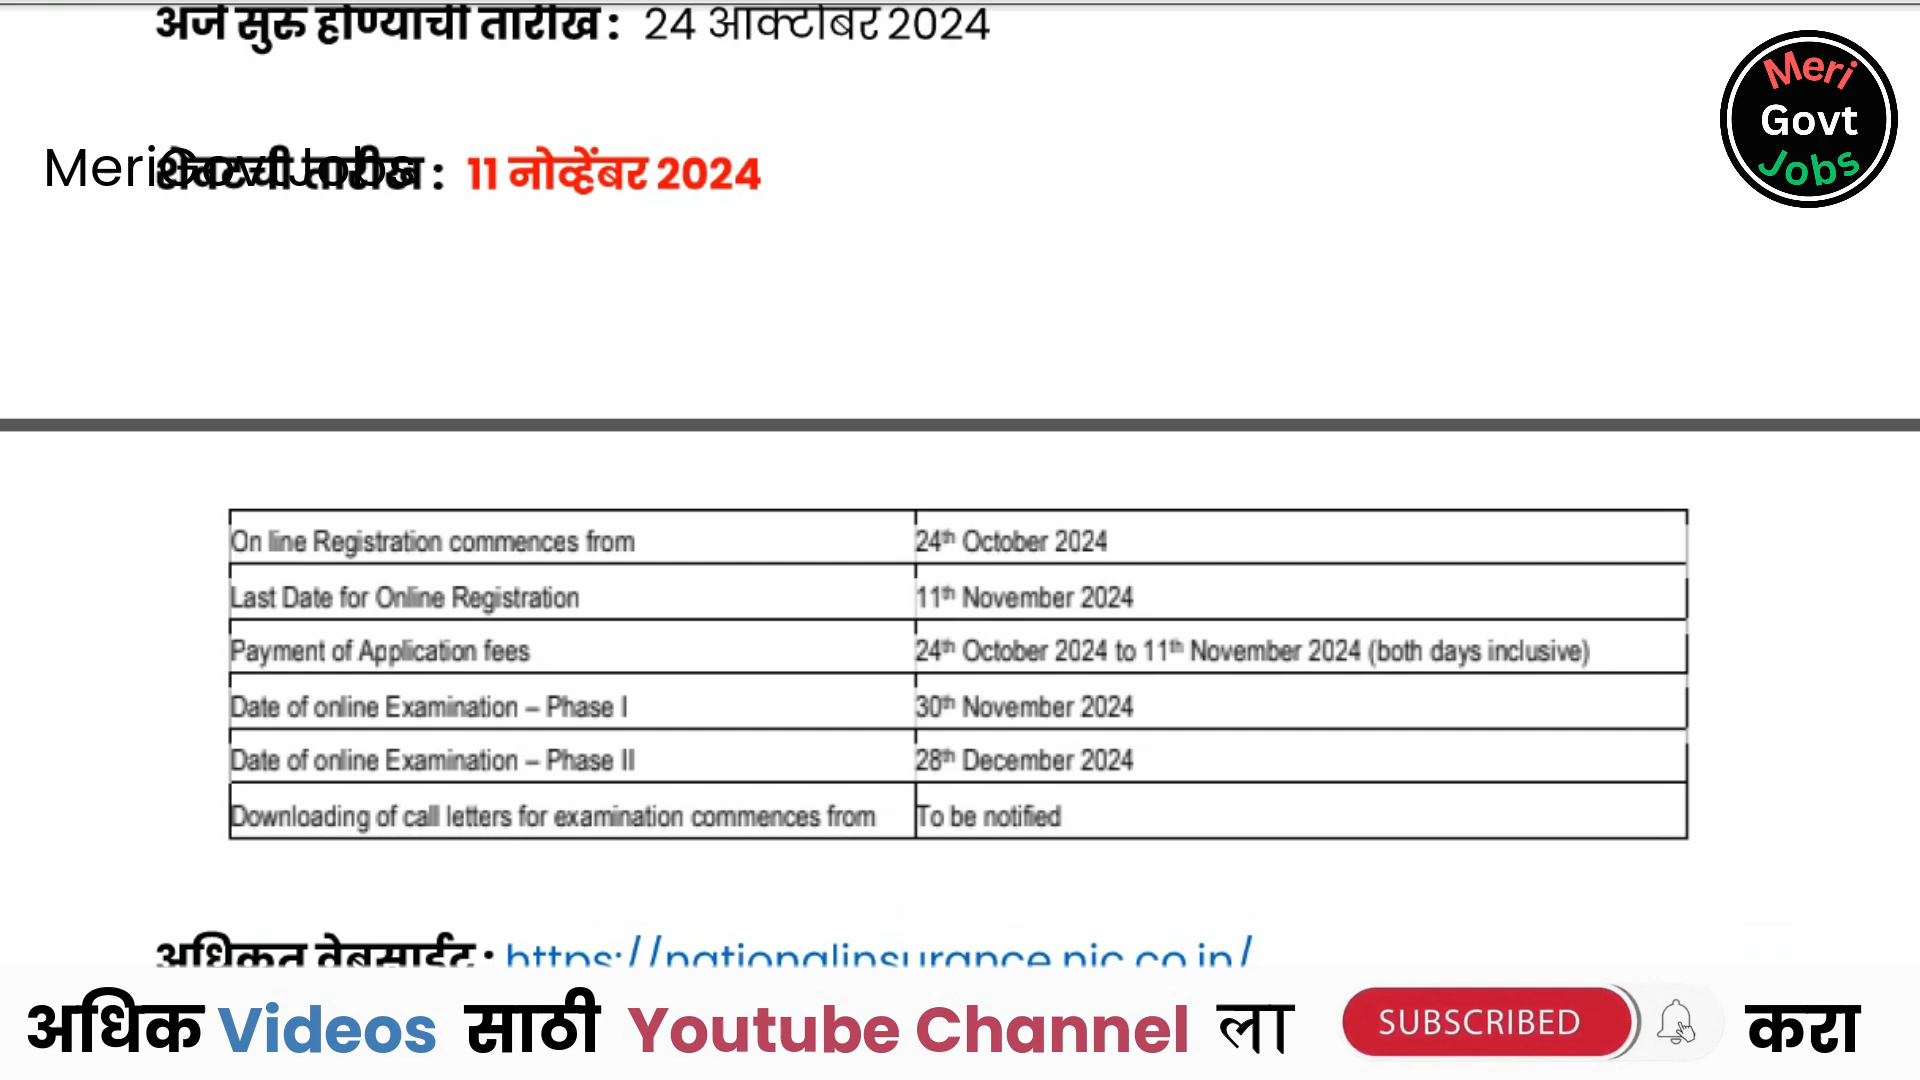 अर्ज सुरु होण्याची तारीख : 24 आक्टोबर 2024
Meri
Govt
Jobs
MeriGovtJobs
शेवटची तारीख : 11 नोव्हेंबर 2024
On line Registration commences from 24th October 2024
Last Date for Online Registration 11th November 2024
Payment of Application fees 24th October 2024 to 11th November 2024 (both days inclusive)
Date of online Examination – Phase I 30th November 2024
Date of online Examination – Phase II 28th December 2024
Downloading of call letters for examination commences from To be notified
अधिकृत वेबसाईट : https://nationalinsurance.nic.co.in/
अधिक Videos साठी Youtube Channel ला SUBSCRIBED करा